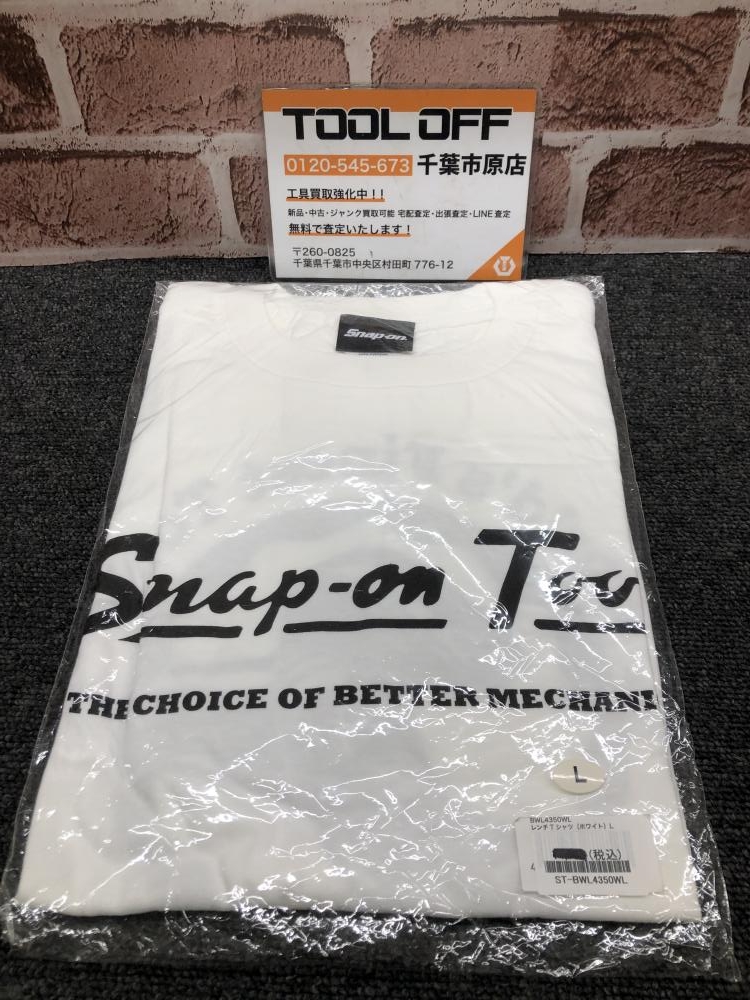 TOOL OFF
0120-545-673 千葉市原店
工具買取強化中！！
新品・中古・ジャンク買取可能 宅配査定・出張査定・LINE査定
無料で査定いたします！
〒260-0825
千葉県千葉市中央区村田町 776-12
Snap-on
Snap-on Too
THE CHOICE OF BETTER MECHANI
L
BWL4350WL
レンチTシャツ (ホワイト) L
(税込)
4
ST-BWL4350WL